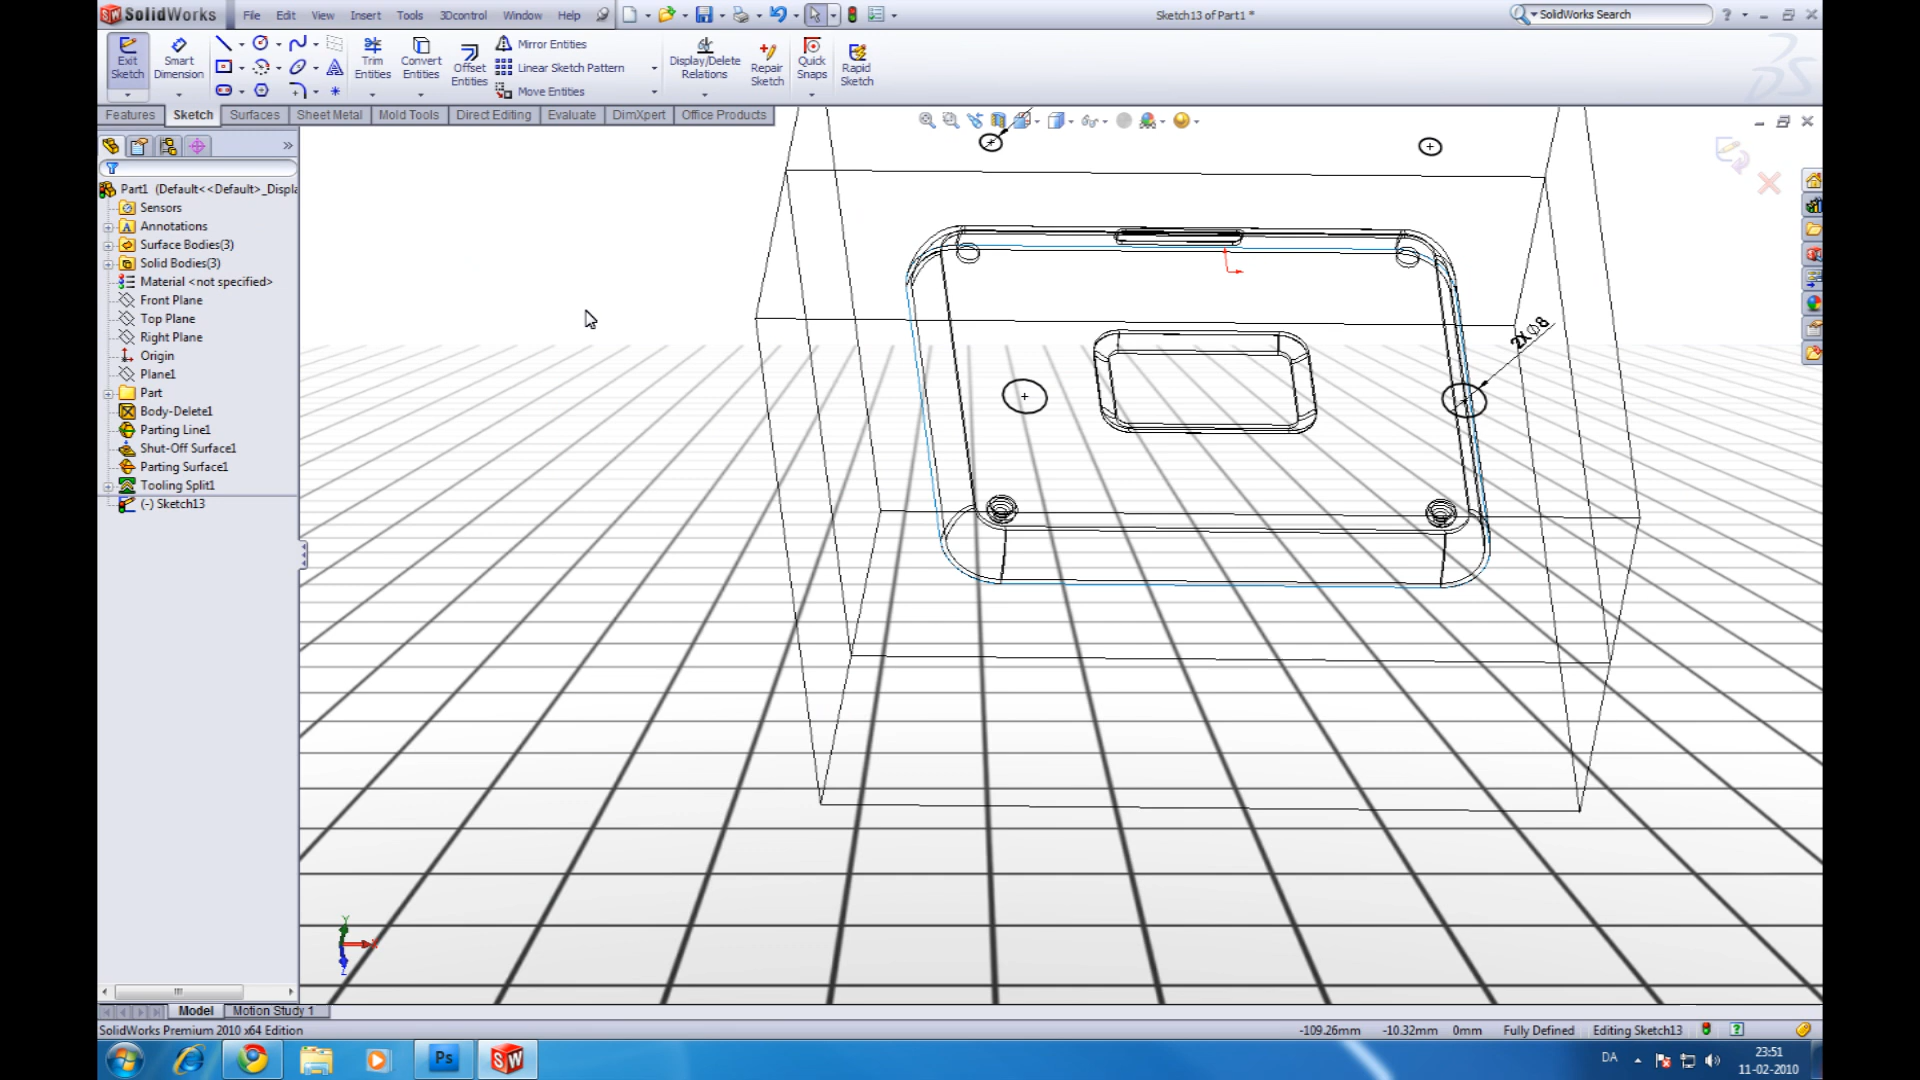 SolidWorks File Edit View Insert Tools 3Dcontrol Window Help Sketch13 of Part1 * SolidWorks Search
Exit Sketch
Smart Dimension
Trim Entities
Convert Entities
Offset Entities
Mirror Entities
Linear Sketch Pattern
Move Entities
Display/Delete Relations
Repair Sketch
Quick Snaps
Rapid Sketch
Features Sketch Surfaces Sheet Metal Mold Tools Direct Editing Evaluate DimXpert Office Products
Part1 (Default<<Default>_Displa
Sensors
Annotations
Surface Bodies(3)
Solid Bodies(3)
Material <not specified>
Front Plane
Top Plane
Right Plane
Origin
Plane1
Part
Body-Delete1
Parting Line1
Shut-Off Surface1
Parting Surface1
Tooling Split1
(-) Sketch13
2X Ø8
Y
X
Z
Model Motion Study 1
SolidWorks Premium 2010 x64 Edition -109.26mm -10.32mm 0mm Fully Defined Editing Sketch13
Ps SW DA 23:51
11-02-2010